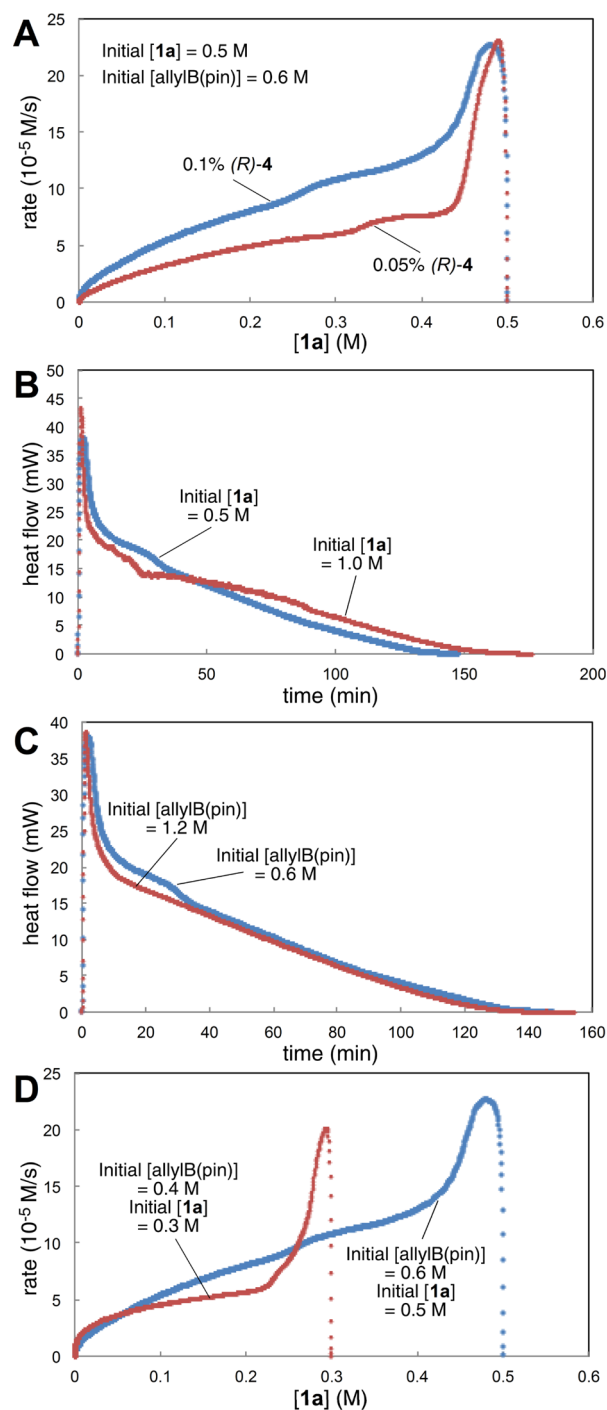 A
Initial [1a] = 0.5 M
Initial [allylB(pin)] = 0.6 M
0.1% (R)-4
0.05% (R)-4
rate (10⁻⁵ M/s)
25
20
15
10
5
0
0 0.1 0.2 0.3 0.4 0.5 0.6
[1a] (M)
B
Initial [1a]
= 0.5 M
Initial [1a]
= 1.0 M
heat flow (mW)
50
45
40
35
30
25
20
15
10
5
0
0 50 100 150 200
time (min)
C
Initial [allylB(pin)]
= 1.2 M
Initial [allylB(pin)]
= 0.6 M
heat flow (mW)
40
35
30
25
20
15
10
5
0
0 20 40 60 80 100 120 140 160
time (min)
D
Initial [allylB(pin)]
= 0.4 M
Initial [1a]
= 0.3 M
Initial [allylB(pin)]
= 0.6 M
Initial [1a]
= 0.5 M
rate (10⁻⁵ M/s)
25
20
15
10
5
0
0 0.1 0.2 0.3 0.4 0.5 0.6
[1a] (M)